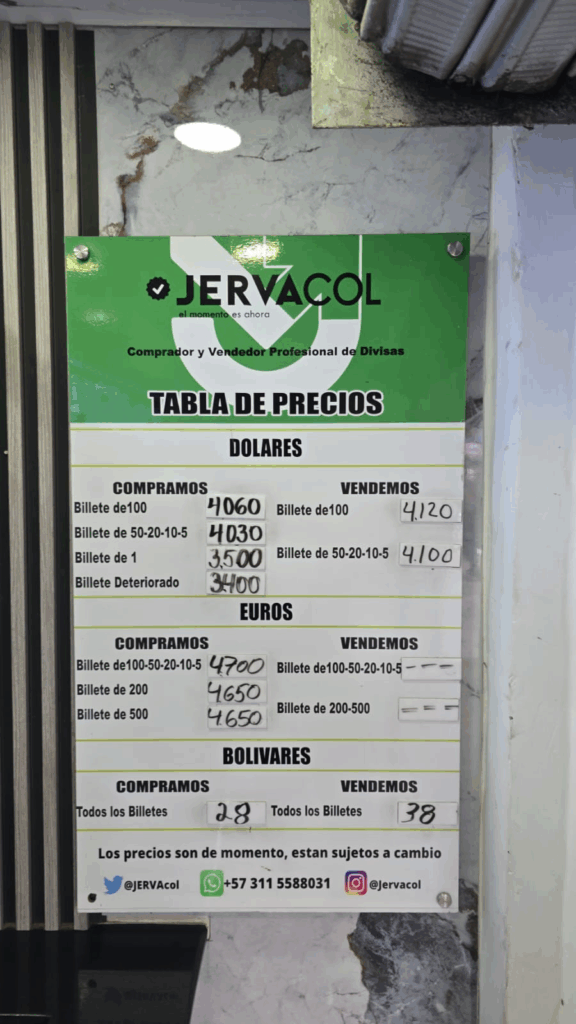 JERVACOL
el momento es ahora
Comprador y Vendedor Profesional de Divisas
TABLA DE PRECIOS
DOLARES
COMPRAMOS VENDEMOS
Billete de100 4060 Billete de100 4.120
Billete de 50-20-10-5 4030
Billete de 1 3,500 Billete de 50-20-10-5 4.100
Billete Deteriorado 3400
EUROS
COMPRAMOS VENDEMOS
Billete de100-50-20-10-5 4700 Billete de100-50-20-10-5 ---
Billete de 200 4650
Billete de 500 4650 Billete de 200-500 ---
BOLIVARES
COMPRAMOS VENDEMOS
Todos los Billetes 28 Todos los Billetes 38
Los precios son de momento, estan sujetos a cambio
@JERVAcol +57 311 5588031 @Jervacol